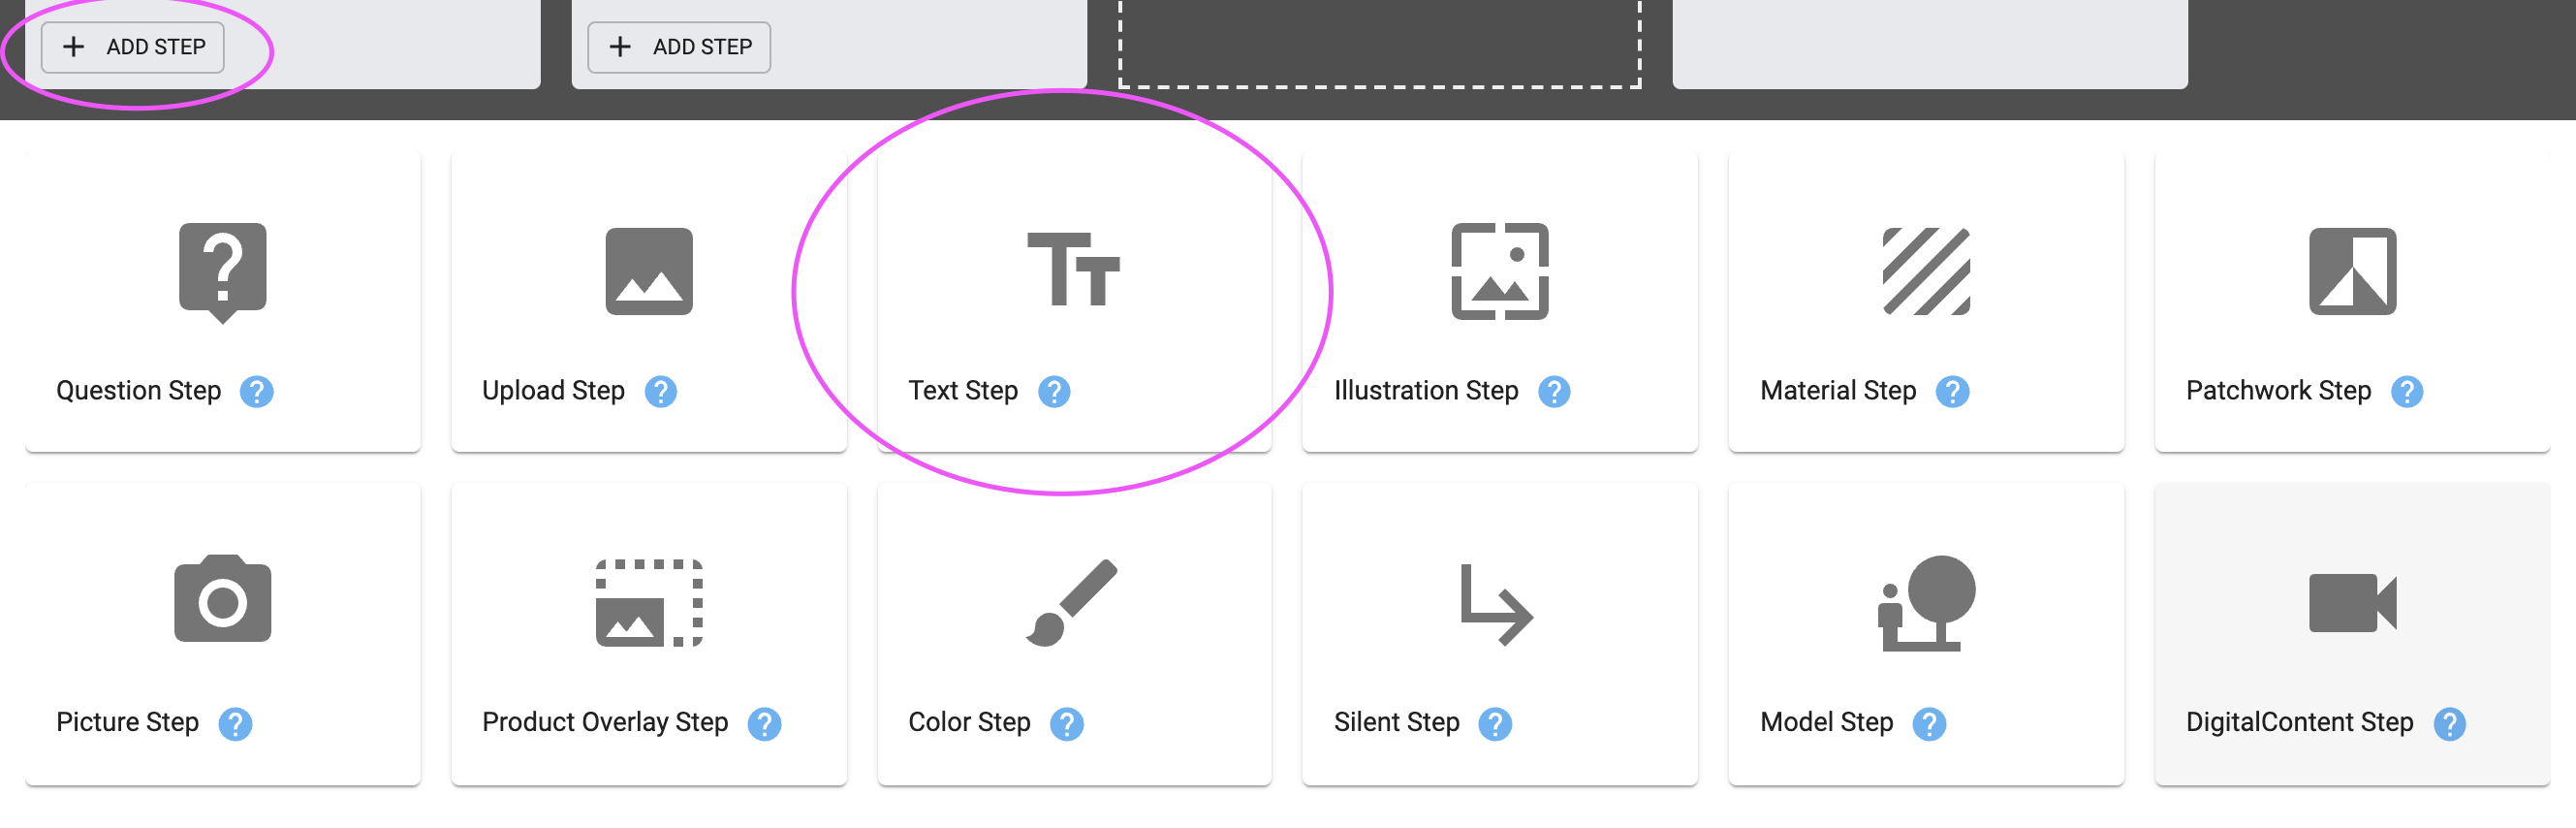 ADD STEP
ADD STEP
Question Step
Upload Step
Text Step
Illustration Step
Material Step
Patchwork Step
Picture Step
Product Overlay Step
Color Step
Silent Step
Model Step
DigitalContent Step